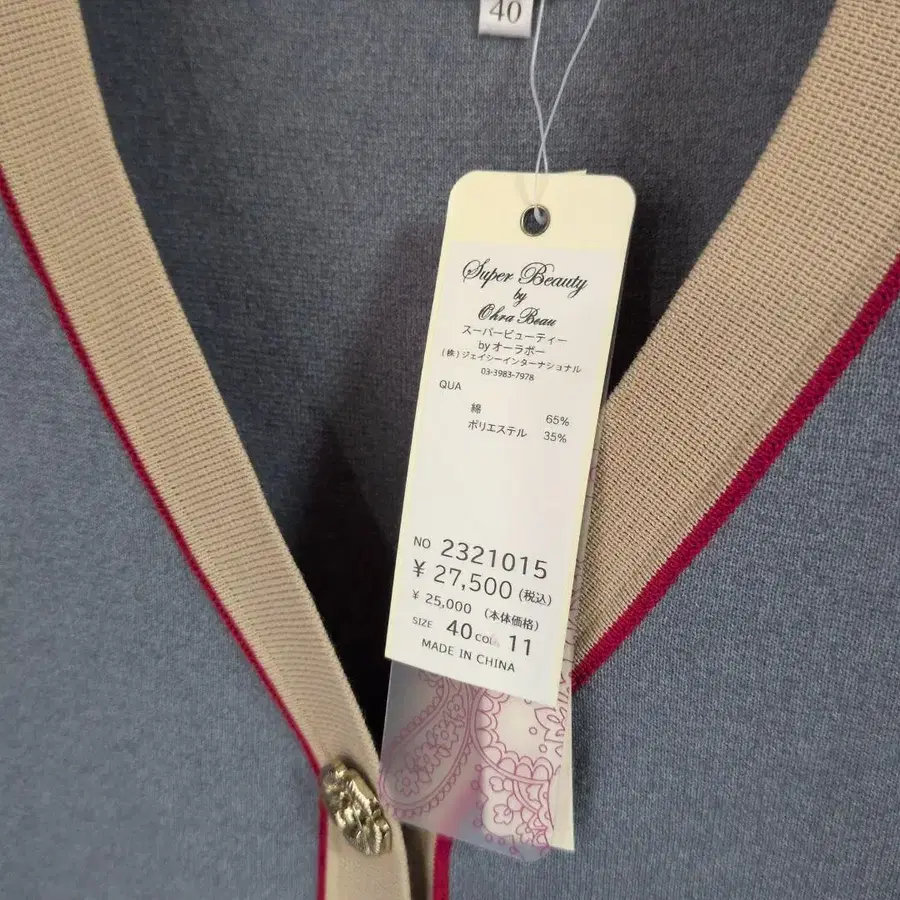 40
Super Beauty
by
Ohra Beau
スーパービューティー
byオーラボー
(株)ジェイシーインターナショナル
03-3983-7978
QUA
綿 65%
ポリエステル 35%
NO 2321015
¥ 27,500 (税込)
¥ 25,000 (本体価格)
SIZE 40 COL. 11
MADE IN CHINA